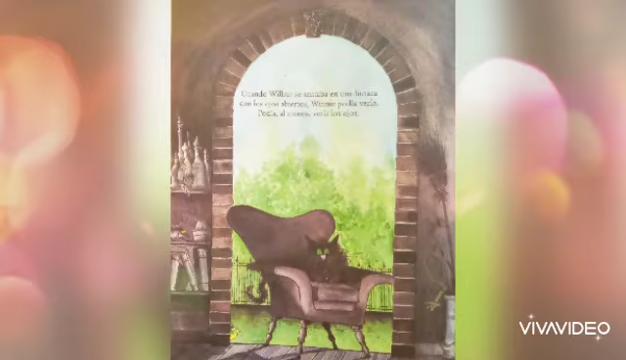 Cuando Wilbur se sentaba en una butaca
con los ojos abiertos, Winnie podía verlo.
Podía, al menos, verle los ojos.
VIVAVIDEO